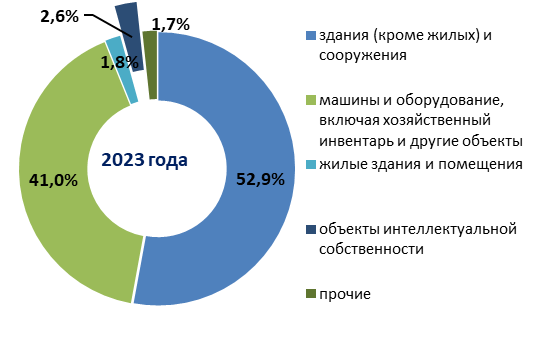 2,6%
1,7%
1,8%
2023 года
41,0%
52,9%
здания (кроме жилых) и
сооружения
машины и оборудование,
включая хозяйственный
инвентарь и другие объекты
жилые здания и помещения
объекты интеллектуальной
собственности
прочие